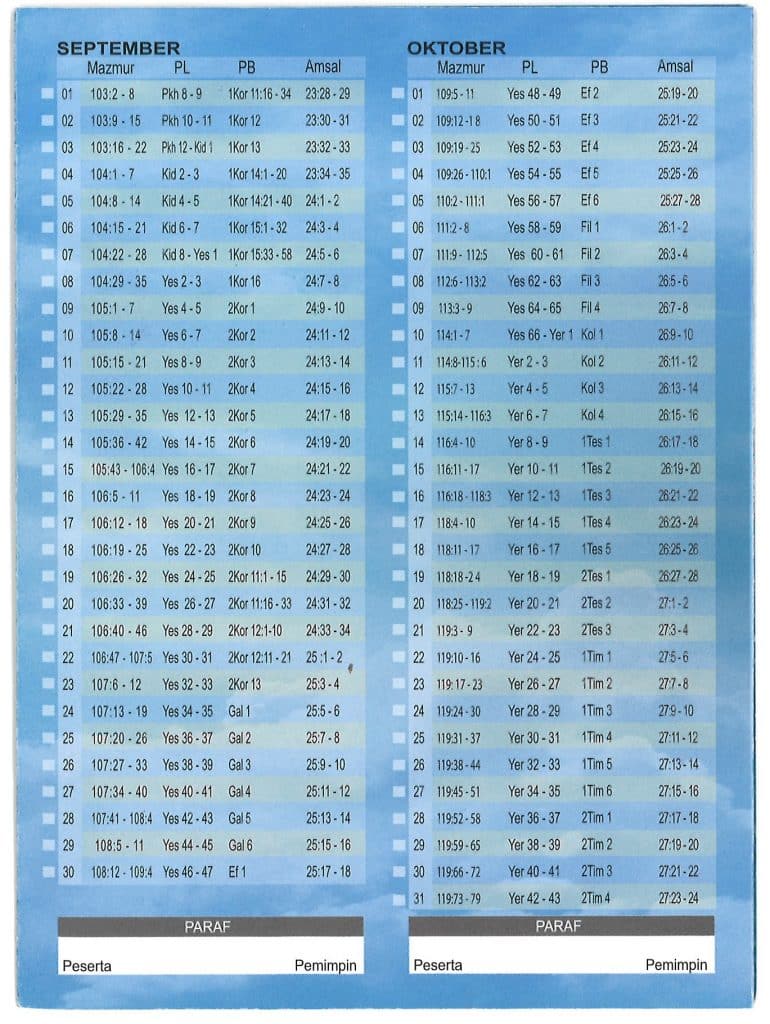 SEPTEMBER
Mazmur PL PB Amsal
01 103:2 - 8 Pkh 8 - 9 1Kor 11:16 - 34 23:28 - 29
02 103:9 - 15 Pkh 10 - 11 1Kor 12 23:30 - 31
03 103:16 - 22 Pkh 12 - Kid 1 1Kor 13 23:32 - 33
04 104:1 - 7 Kid 2 - 3 1Kor 14:1 - 20 23:34 - 35
05 104:8 - 14 Kid 4 - 5 1Kor 14:21 - 40 24:1 - 2
06 104:15 - 21 Kid 6 - 7 1Kor 15:1 - 32 24:3 - 4
07 104:22 - 28 Kid 8 - Yes 1 1Kor 15:33 - 58 24:5 - 6
08 104:29 - 35 Yes 2 - 3 1Kor 16 24:7 - 8
09 105:1 - 7 Yes 4 - 5 2Kor 1 24:9 - 10
10 105:8 - 14 Yes 6 - 7 2Kor 2 24:11 - 12
11 105:15 - 21 Yes 8 - 9 2Kor 3 24:13 - 14
12 105:22 - 28 Yes 10 - 11 2Kor 4 24:15 - 16
13 105:29 - 35 Yes 12 - 13 2Kor 5 24:17 - 18
14 105:36 - 42 Yes 14 - 15 2Kor 6 24:19 - 20
15 105:43 - 106:4 Yes 16 - 17 2Kor 7 24:21 - 22
16 106:5 - 11 Yes 18 - 19 2Kor 8 24:23 - 24
17 106:12 - 18 Yes 20 - 21 2Kor 9 24:25 - 26
18 106:19 - 25 Yes 22 - 23 2Kor 10 24:27 - 28
19 106:26 - 32 Yes 24 - 25 2Kor 11:1 - 15 24:29 - 30
20 106:33 - 39 Yes 26 - 27 2Kor 11:16 - 33 24:31 - 32
21 106:40 - 46 Yes 28 - 29 2Kor 12:1-10 24:33 - 34
22 106:47 - 107:5 Yes 30 - 31 2Kor 12:11 - 21 25 :1 - 2
23 107:6 - 12 Yes 32 - 33 2Kor 13 25:3 - 4
24 107:13 - 19 Yes 34 - 35 Gal 1 25:5 - 6
25 107:20 - 26 Yes 36 - 37 Gal 2 25:7 - 8
26 107:27 - 33 Yes 38 - 39 Gal 3 25:9 - 10
27 107:34 - 40 Yes 40 - 41 Gal 4 25:11 - 12
28 107:41 - 108:4 Yes 42 - 43 Gal 5 25:13 - 14
29 108:5 - 11 Yes 44 - 45 Gal 6 25:15 - 16
30 108:12 - 109:4 Yes 46 - 47 Ef 1 25:17 - 18
PARAF
Peserta Pemimpin
OKTOBER
Mazmur PL PB Amsal
01 109:5 - 11 Yes 48 - 49 Ef 2 25:19 - 20
02 109:12 -1 8 Yes 50 - 51 Ef 3 25:21 - 22
03 109:19 - 25 Yes 52 - 53 Ef 4 25:23 - 24
04 109:26 - 110:1 Yes 54 - 55 Ef 5 25:25 - 26
05 110:2 - 111:1 Yes 56 - 57 Ef 6 25:27 - 28
06 111:2 - 8 Yes 58 - 59 Fil 1 26:1 - 2
07 111:9 - 112:5 Yes 60 - 61 Fil 2 26:3 - 4
08 112:6 - 113:2 Yes 62 - 63 Fil 3 26:5 - 6
09 113:3 - 9 Yes 64 - 65 Fil 4 26:7 - 8
10 114:1 - 7 Yes 66 - Yer 1 Kol 1 26:9 - 10
11 114:8 - 115 : 6 Yer 2 - 3 Kol 2 26:11 - 12
12 115:7 - 13 Yer 4 - 5 Kol 3 26:13 - 14
13 115;14 - 116:3 Yer 6 - 7 Kol 4 26:15 - 16
14 116:4 - 10 Yer 8 - 9 1Tes 1 26:17 - 18
15 116:11 - 17 Yer 10 - 11 1Tes 2 26:19 - 20
16 116:18 - 118:3 Yer 12 - 13 1Tes 3 26:21 - 22
17 118:4 - 10 Yer 14 - 15 1Tes 4 26:23 - 24
18 118:11 - 17 Yer 16 - 17 1Tes 5 26:25 - 26
19 118:18 -2 4 Yer 18 - 19 2Tes 1 26:27 - 28
20 118:25 - 119:2 Yer 20 - 21 2Tes 2 27:1 - 2
21 119:3 - 9 Yer 22 - 23 2Tes 3 27:3 - 4
22 119:10 - 16 Yer 24 - 25 1Tim 1 27:5 - 6
23 119:17 - 23 Yer 26 - 27 1Tim 2 27:7 - 8
24 119:24 - 30 Yer 28 - 29 1Tim 3 27:9 - 10
25 119:31 - 37 Yer 30 - 31 1Tim 4 27:11 - 12
26 119:38 - 44 Yer 32 - 33 1Tim 5 27:13 - 14
27 119:45 - 51 Yer 34 - 35 1Tim 6 27:15 - 16
28 119:52 - 58 Yer 36 - 37 2Tim 1 27:17 - 18
29 119:59 - 65 Yer 38 - 39 2Tim 2 27:19 - 20
30 119:66 - 72 Yer 40 - 41 2Tim 3 27:21 - 22
31 119:73 - 79 Yer 42 - 43 2Tim 4 27:23 - 24
PARAF
Peserta Pemimpin